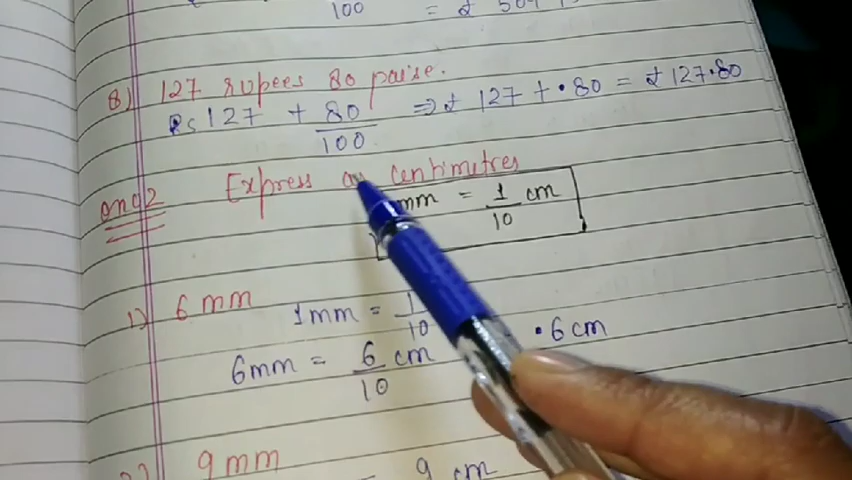 100 = ₹ 504
8) 127 rupees 80 paise.
Rs 127 + 80/100 ⇒ ₹ 127 + .80 = ₹ 127.80
ans2 Express as centimetres
mm = 1/10 cm
1) 6 mm
1mm = 1/10
6mm = 6/10 cm .6 cm
2) 9 mm
= 9 cm